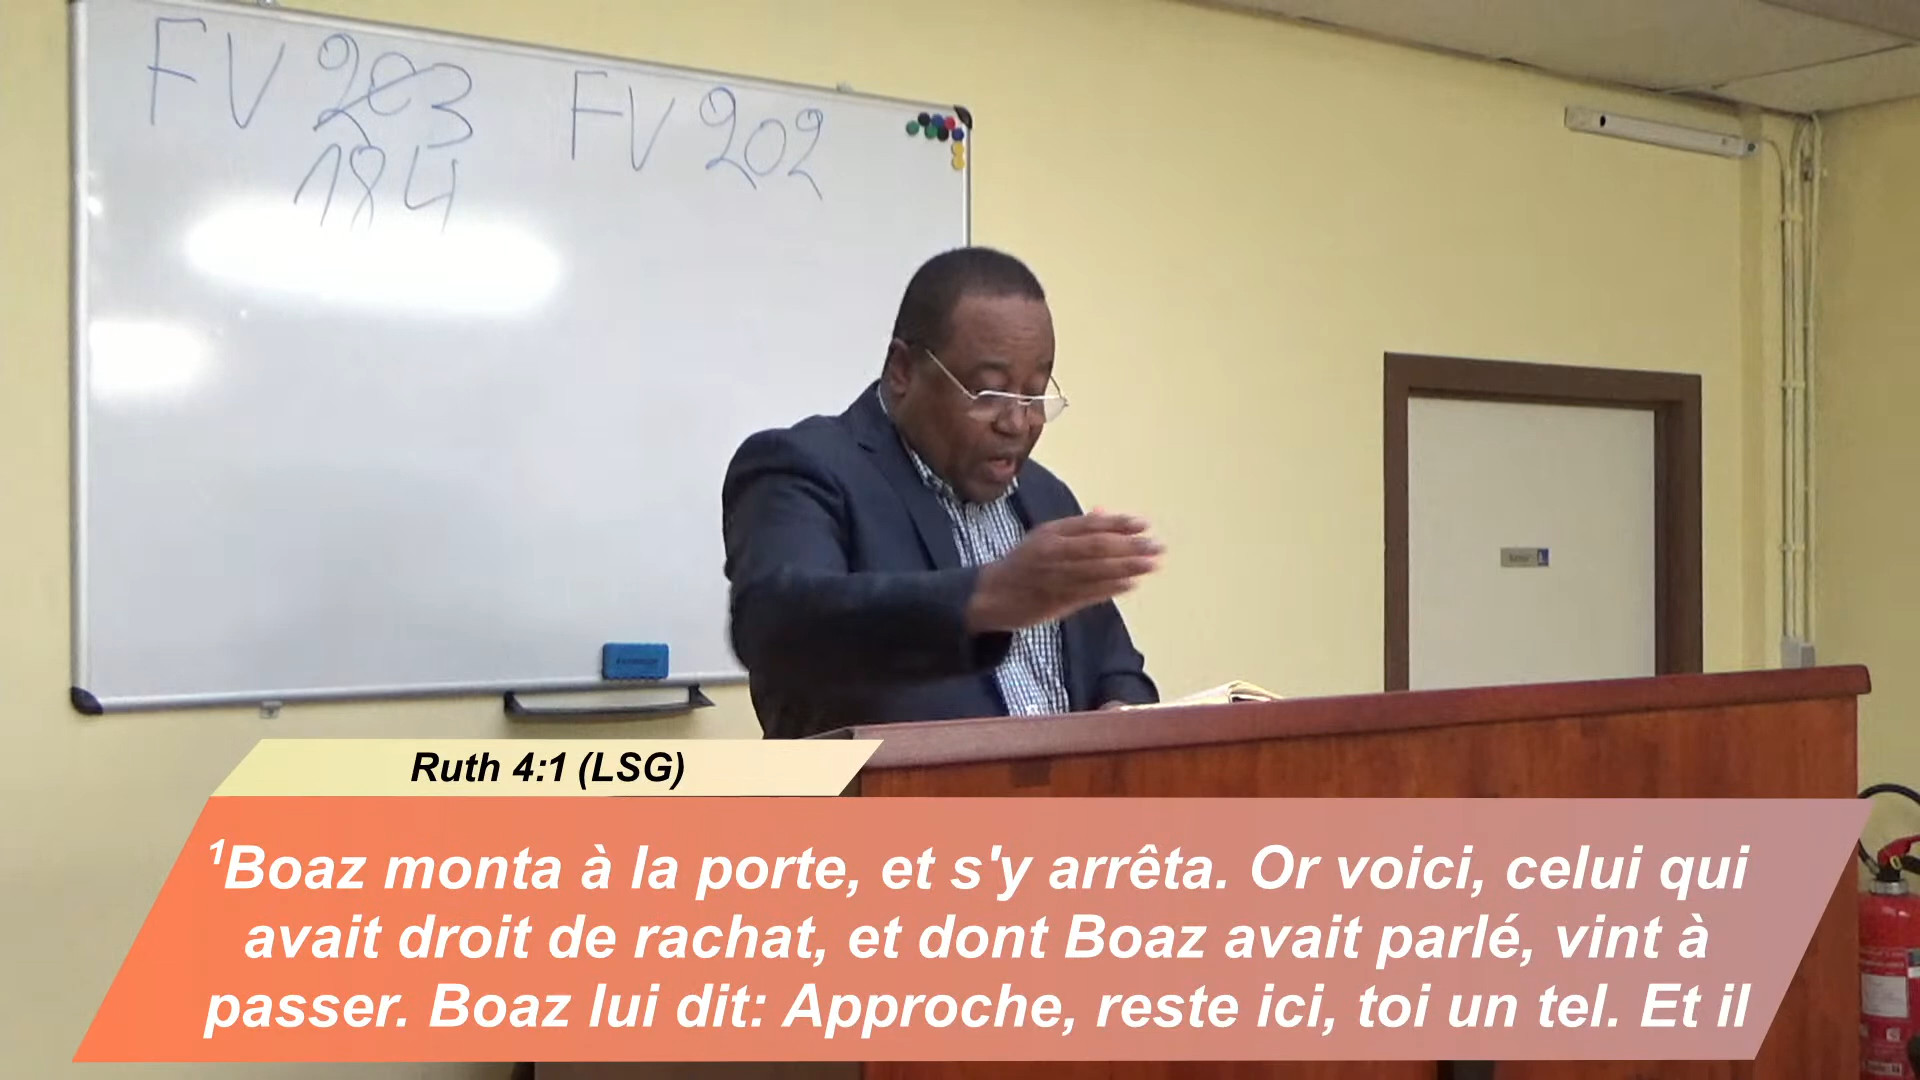 FV 203 FV 202
184
Ruth 4:1 (LSG)
¹Boaz monta à la porte, et s'y arrêta. Or voici, celui qui
avait droit de rachat, et dont Boaz avait parlé, vint à
passer. Boaz lui dit: Approche, reste ici, toi un tel. Et il